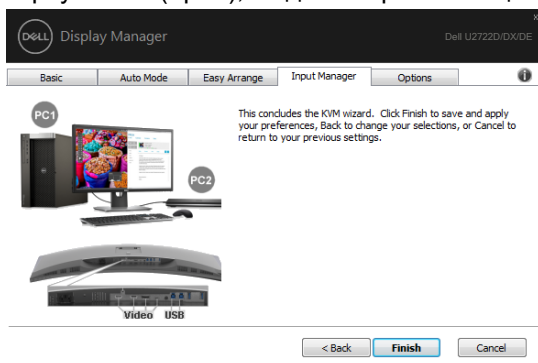 DELL Display Manager
Dell U2722D/DX/DE
x
Basic Auto Mode Easy Arrange Input Manager Options i
PC1
This concludes the KVM wizard. Click Finish to save and apply
your preferences, Back to change your selections, or Cancel to
return to your previous settings.
PC2
Video USB
< Back Finish Cancel